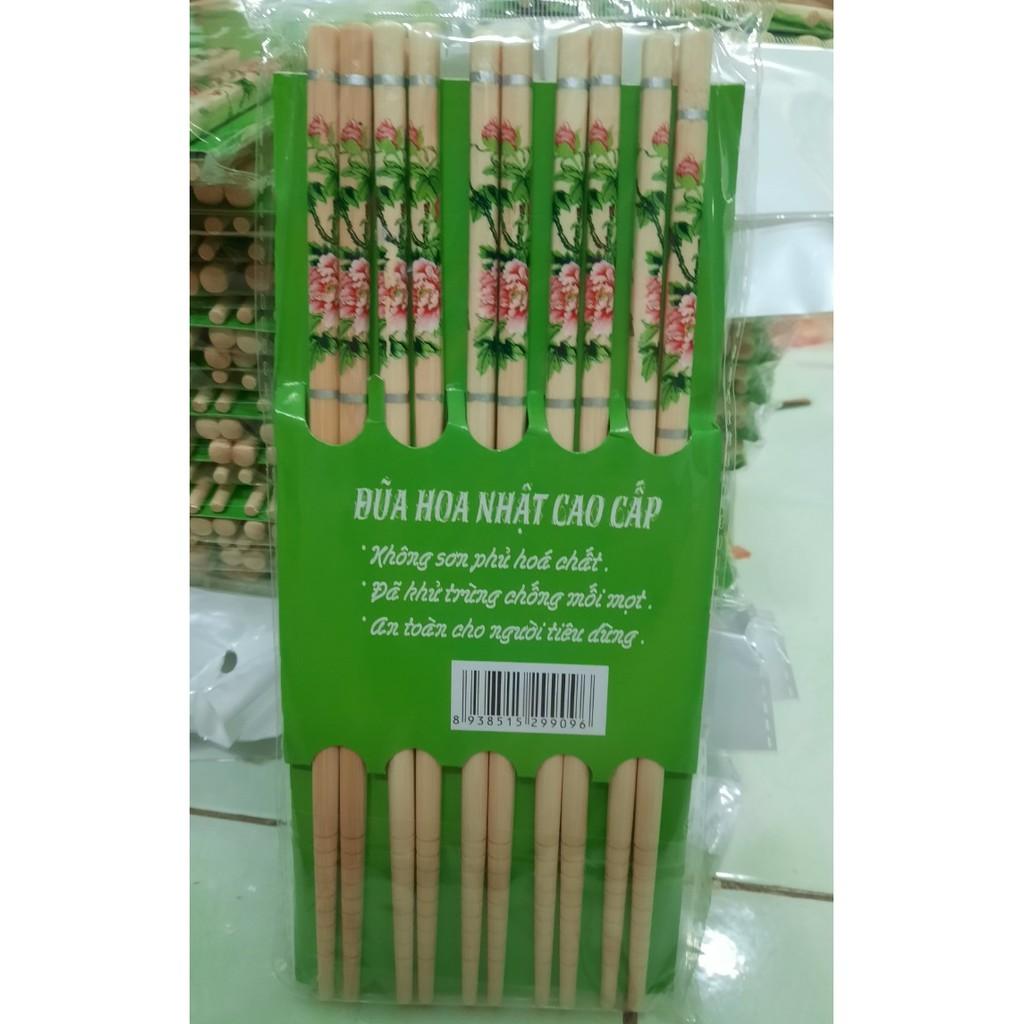 ĐŨA HOA NHẬT CAO CẤP
* Không sơn phủ hoá chất.
* Đã khử trùng chống mối mọt.
* An toàn cho người tiêu dùng.
8 938515 299096